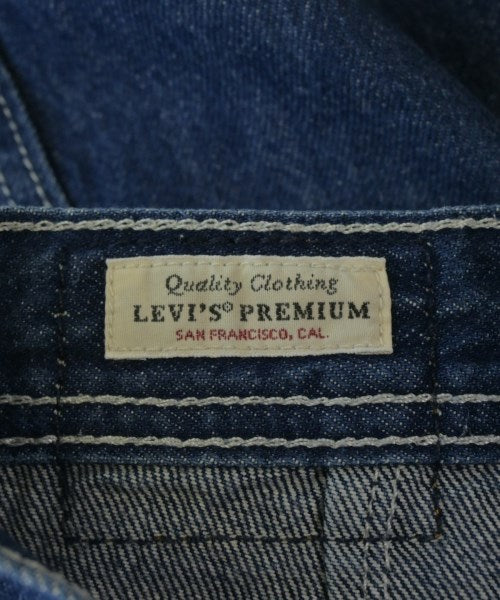 Quality Clothing
LEVI'S® PREMIUM
SAN FRANCISCO, CAL.